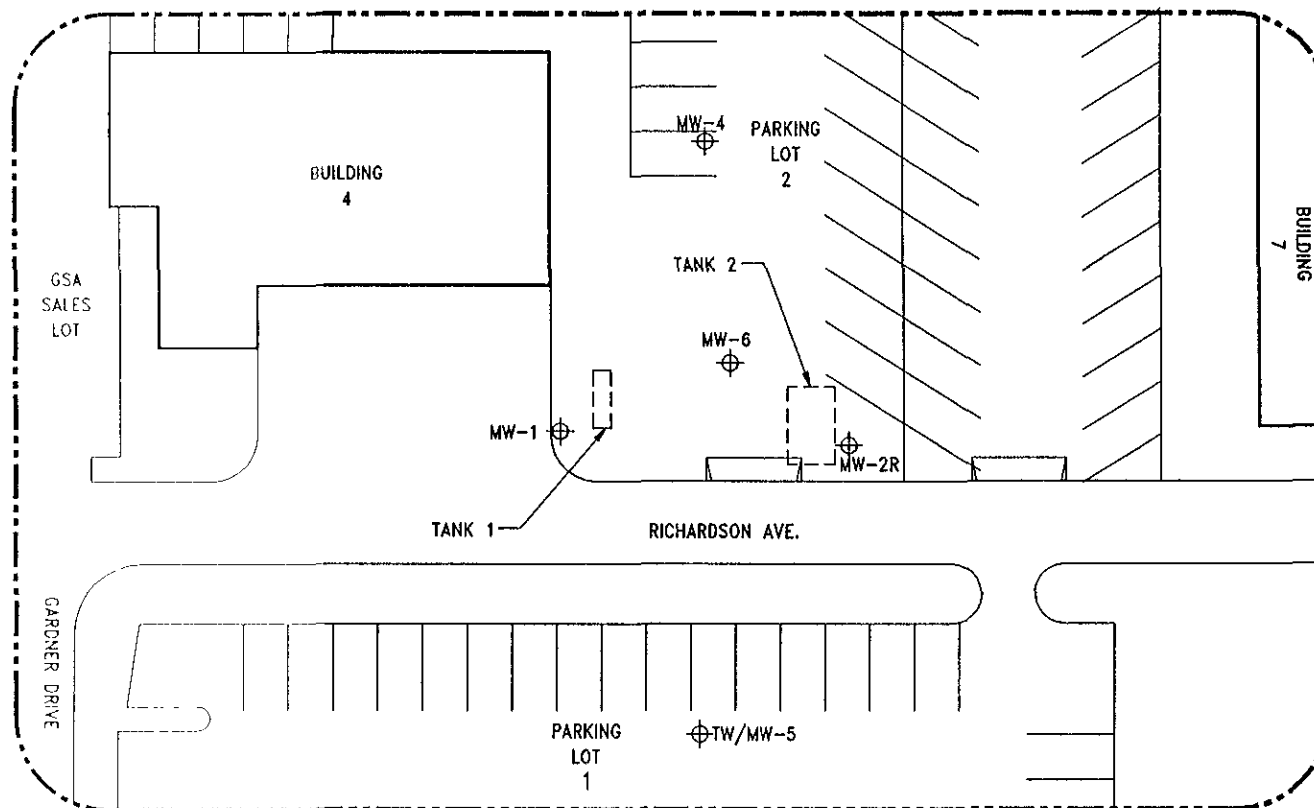 MW-4
PARKING
LOT
2
BUILDING
4
BUILDING
7
GSA
SALES
LOT
TANK 2
MW-6
MW-1
MW-2R
TANK 1
RICHARDSON AVE.
GARDNER DRIVE
PARKING
LOT
1
TW/MW-5